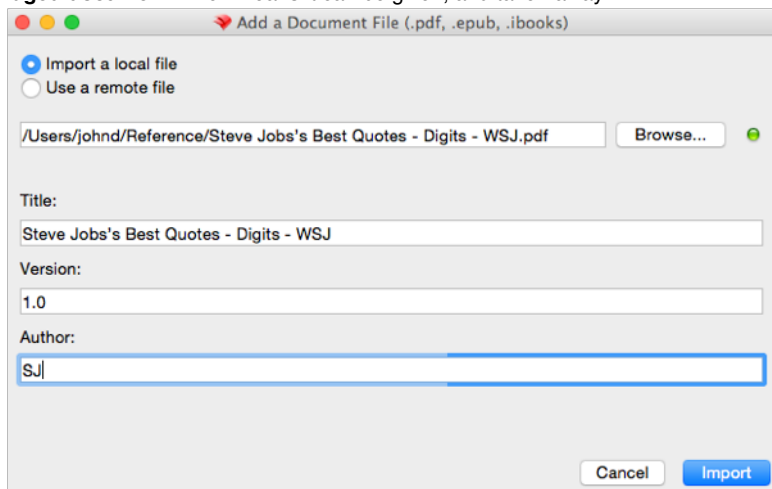 Add a Document File (.pdf, .epub, .ibooks)
Import a local file
Use a remote file
/Users/johnd/Reference/Steve Jobs's Best Quotes - Digits - WSJ.pdf Browse...
Title:
Steve Jobs's Best Quotes - Digits - WSJ
Version:
1.0
Author:
SJ
Cancel Import